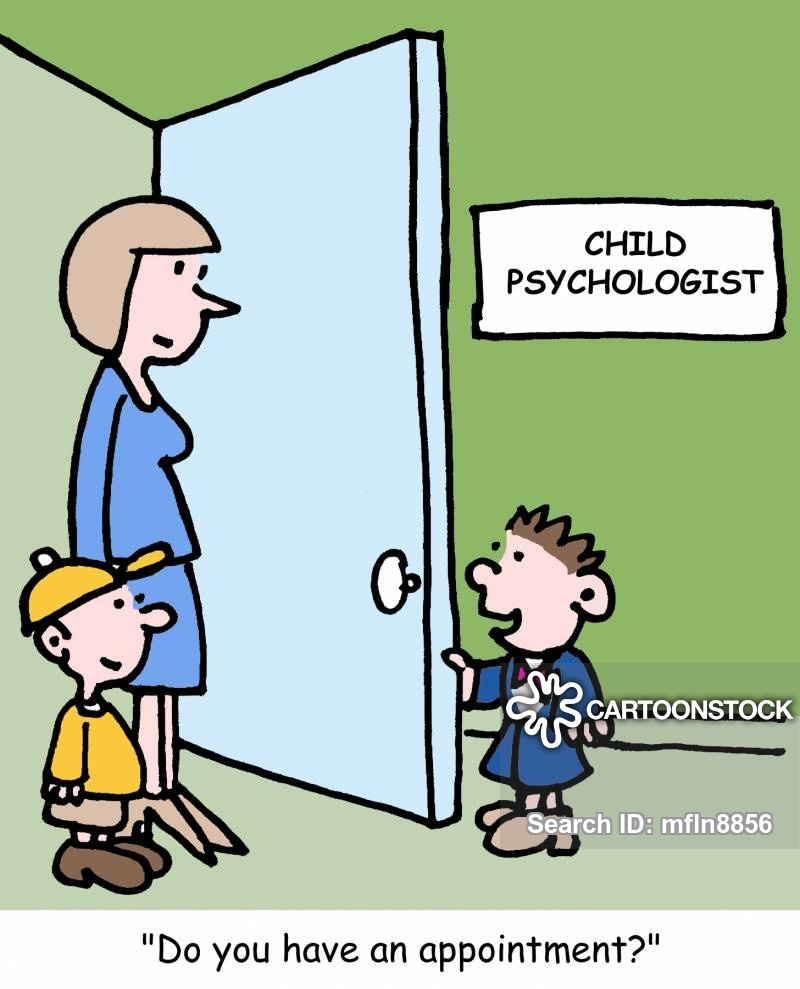 CHILD
PSYCHOLOGIST
CARTOONSTOCK
Search ID: mfln8856
"Do you have an appointment?"